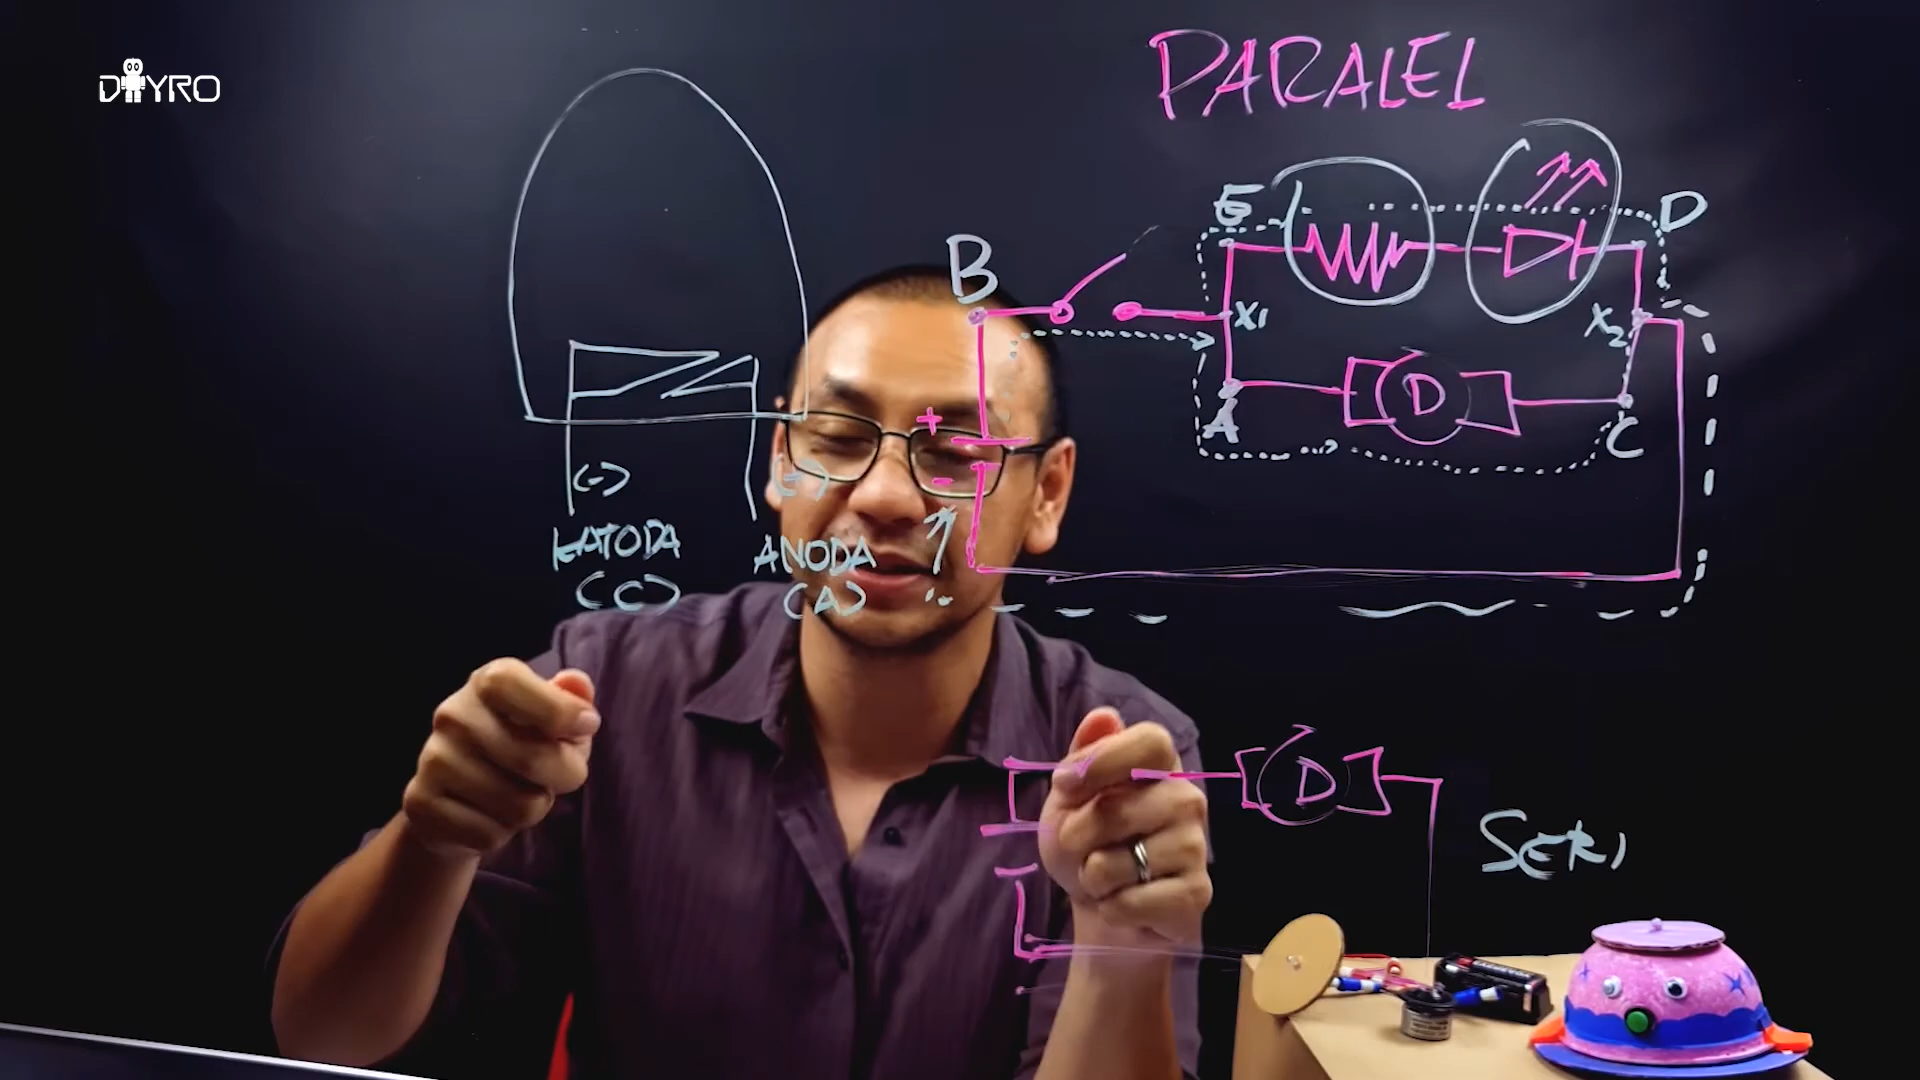 DIYRO
PARALEL
E
D
B
X1
X2
D
A
C
+
-
(-)
KATODA
(C)
ANODA
(A)
D
SERI